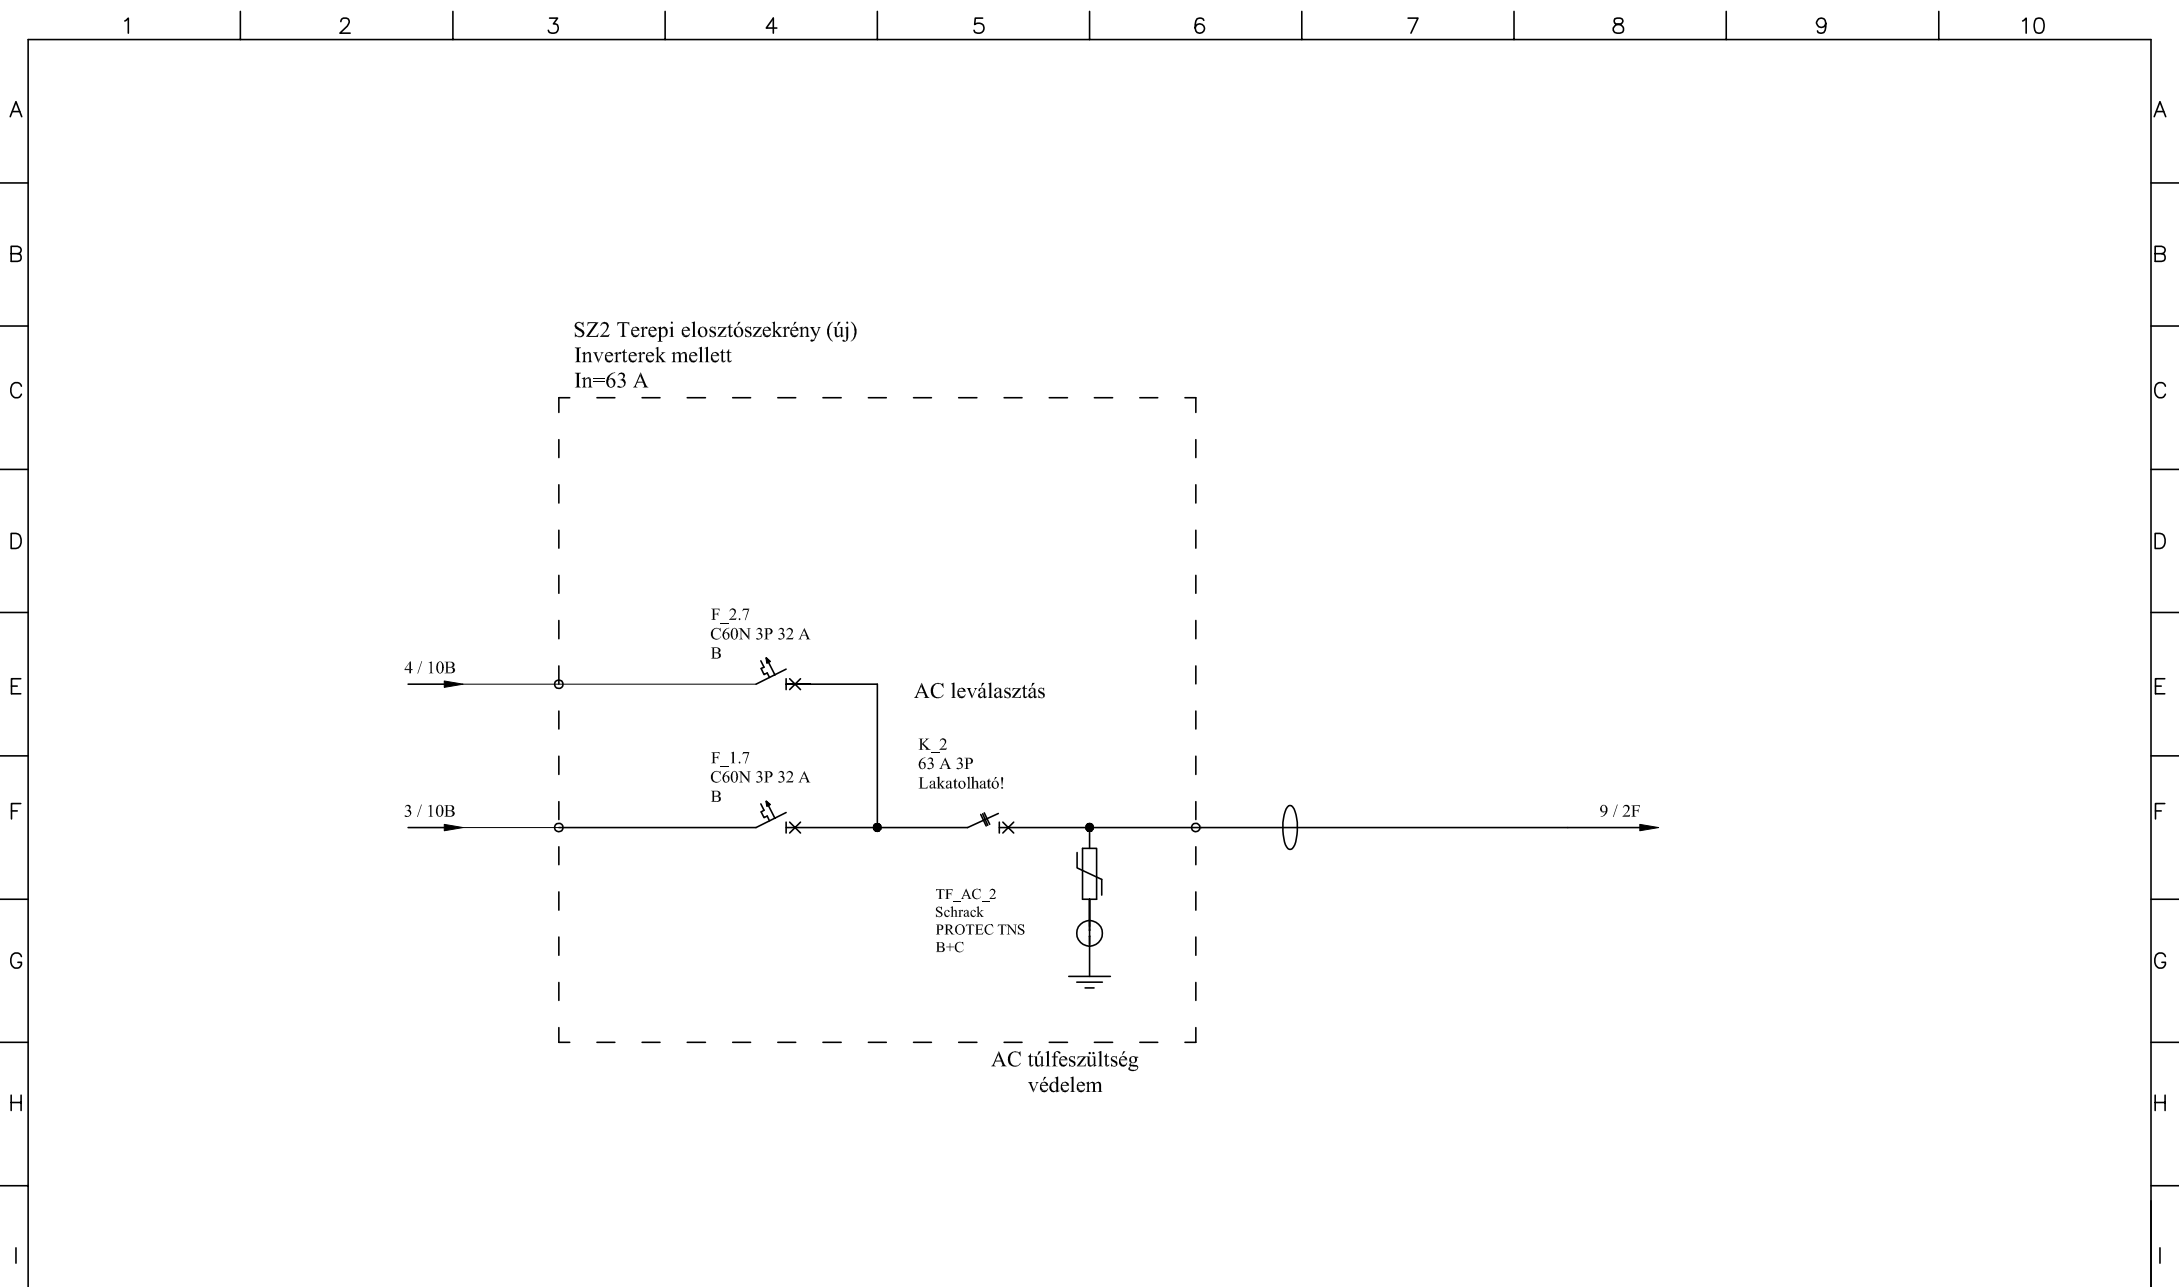 1 2 3 4 5 6 7 8 9 10
A A
B B
SZ2 Terepi elosztószekrény (új)
Inverterek mellett
In=63 A
C C
D D
F_2.7
C60N 3P 32 A
B
4 / 10B
E E
AC leválasztás
K_2
63 A 3P
Lakatolható!
F_1.7
C60N 3P 32 A
B
3 / 10B
9 / 2F
F F
TF_AC_2
Schrack
PROTEC TNS
B+C
G G
AC túlfeszültség
védelem
H H
I I